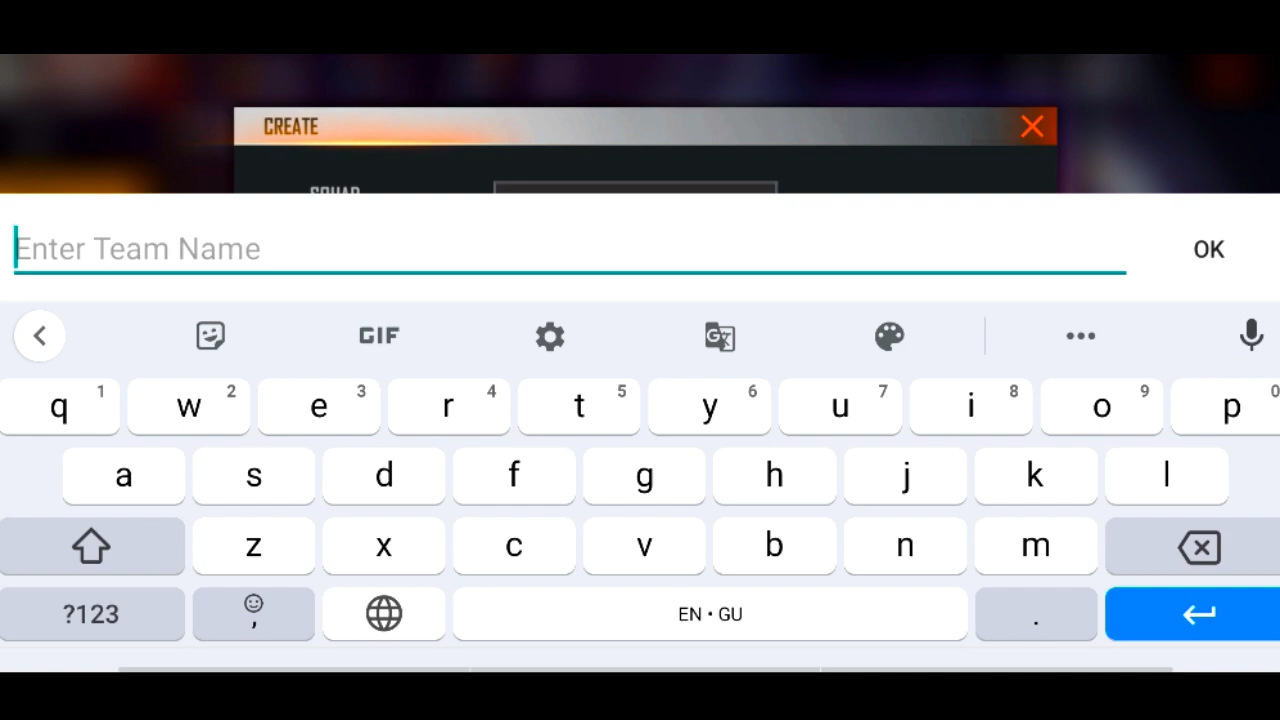 CREATE
SQUAD
Enter Team Name
OK
GIF
q 1 w 2 e 3 r 4 t 5 y 6 u 7 i 8 o 9 p 0
a s d f g h j k l
z x c v b n m
?123 , EN • GU .